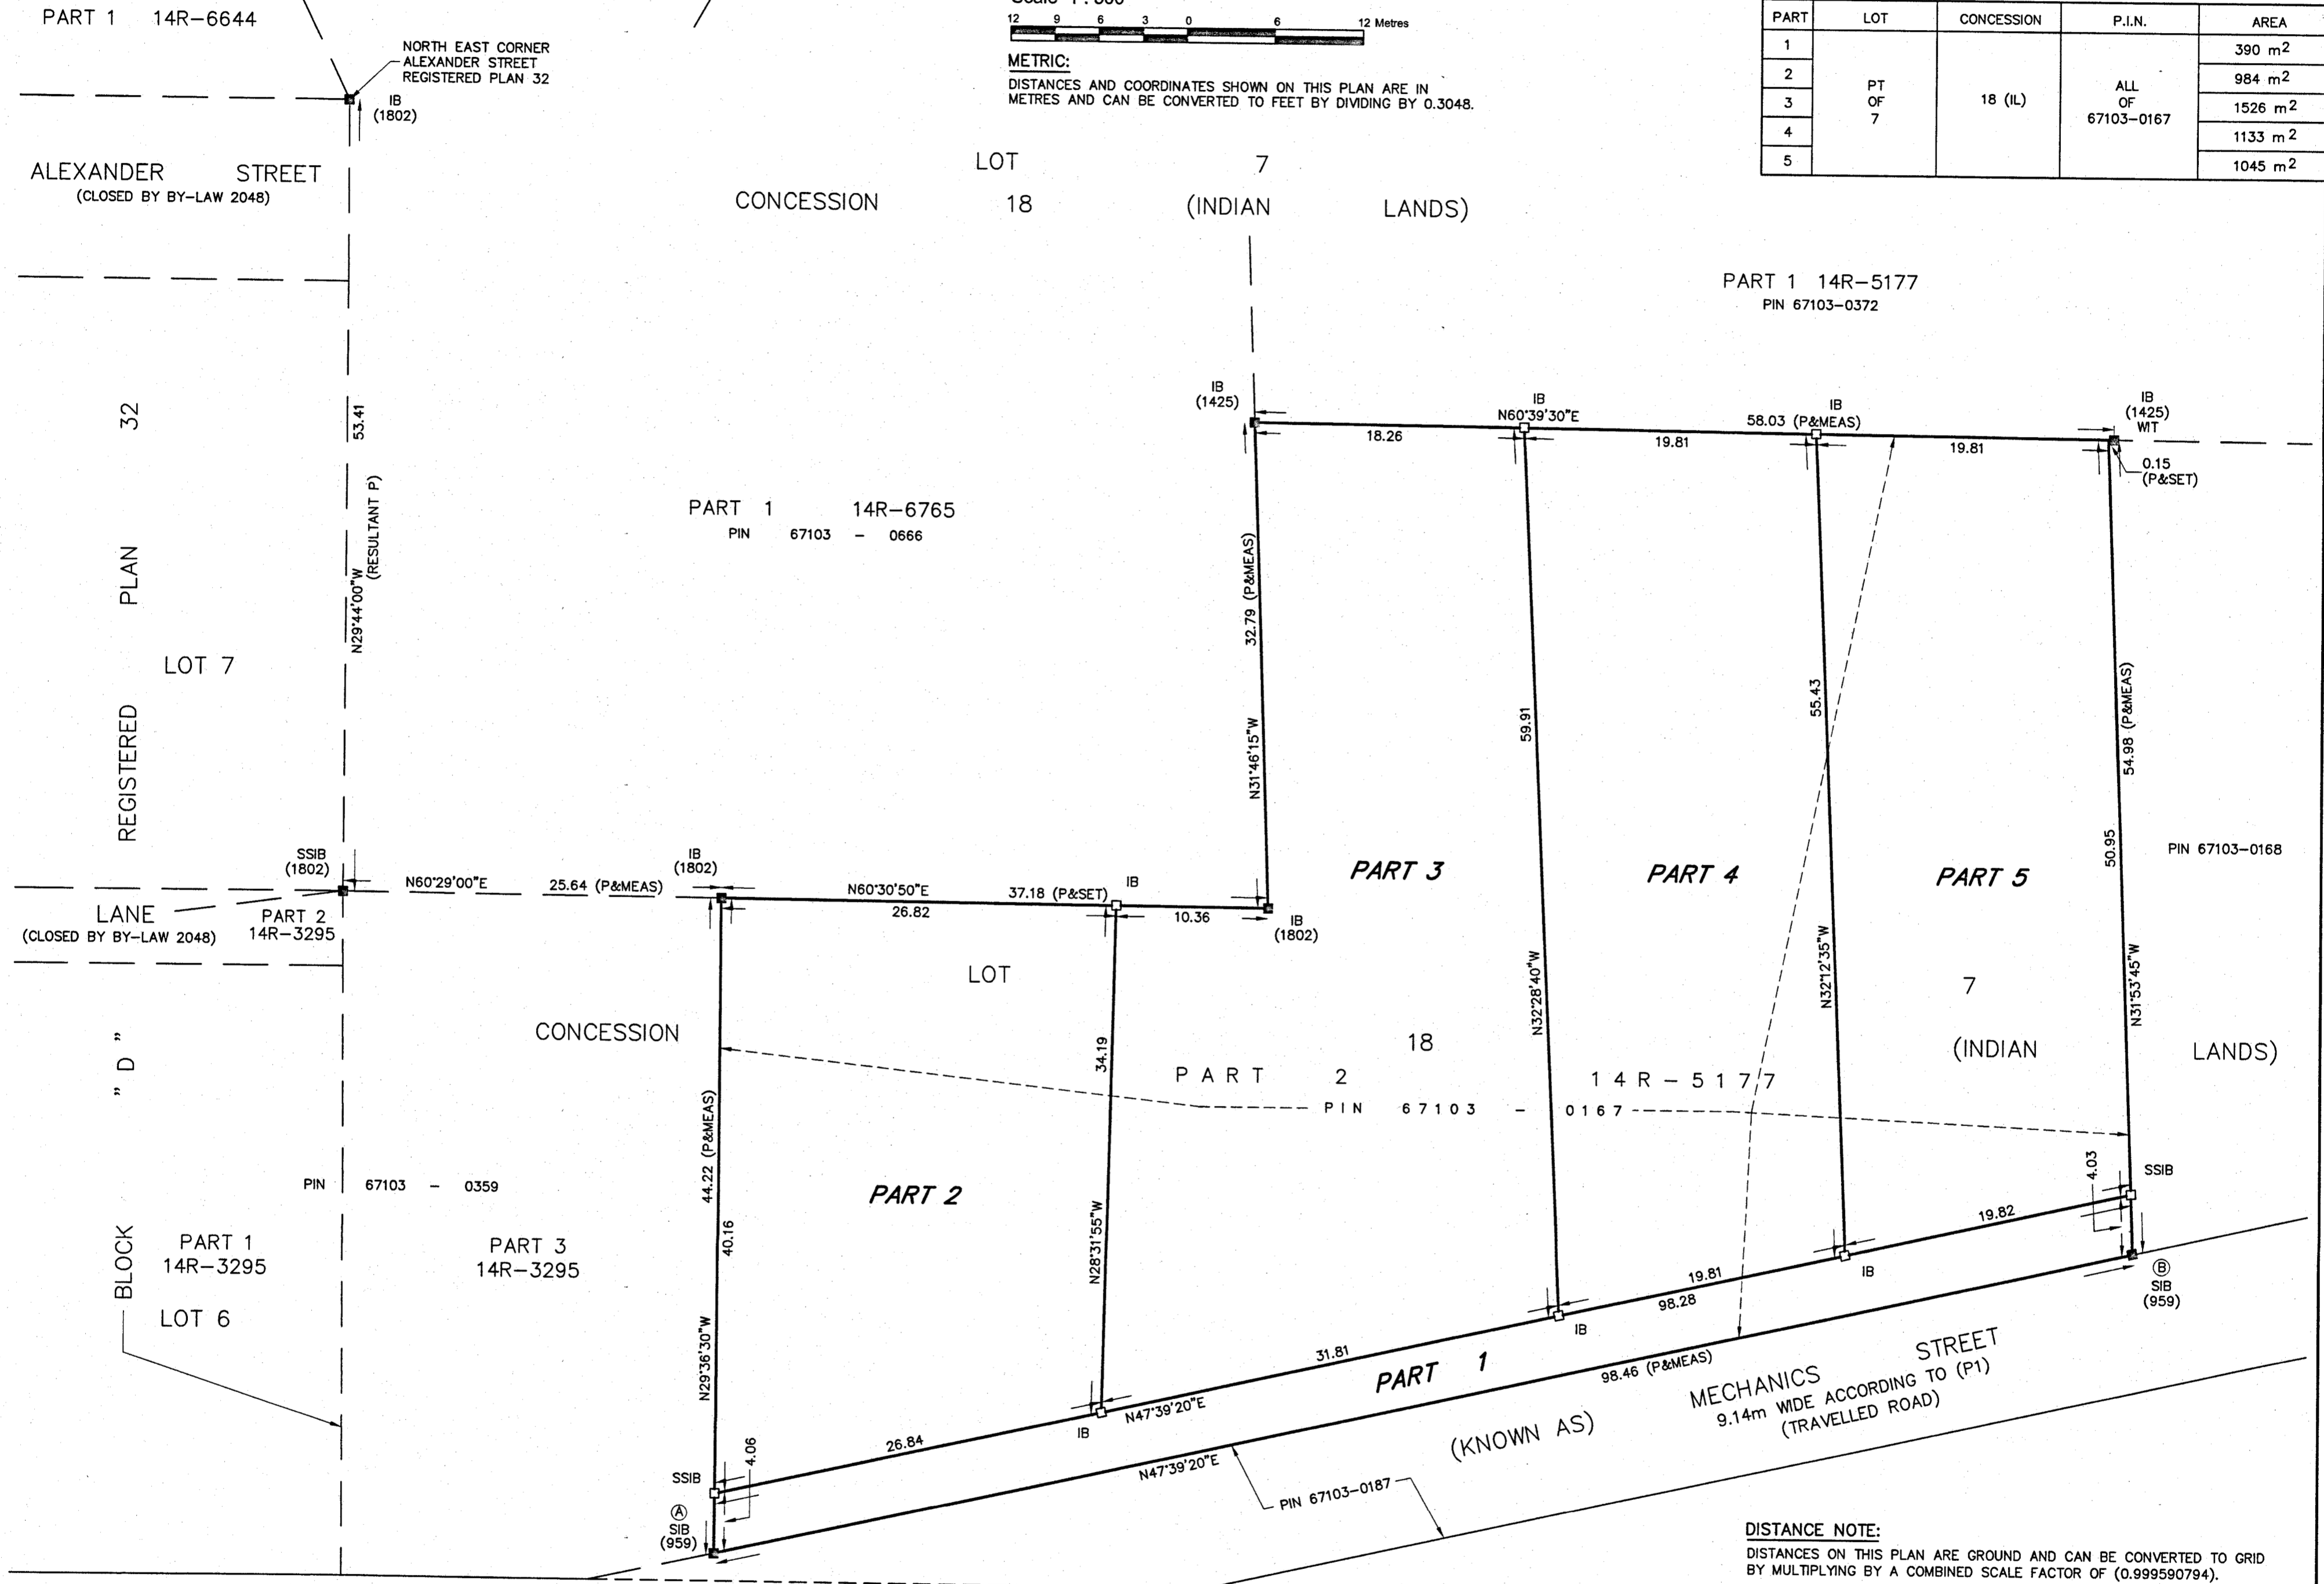 PART 1 14R-6644
NORTH EAST CORNER
ALEXANDER STREET
REGISTERED PLAN 32
IB
(1802)
ALEXANDER STREET
(CLOSED BY BY-LAW 2048)
12 9 6 3 0 6 12 Metres
METRIC:
DISTANCES AND COORDINATES SHOWN ON THIS PLAN ARE IN
METRES AND CAN BE CONVERTED TO FEET BY DIVIDING BY 0.3048.
PART LOT CONCESSION P.I.N. AREA
1 390 m2
2 984 m2
3 1526 m2
4 1133 m2
5 1045 m2
PT
OF
7
18 (IL)
ALL
OF
67103-0167
LOT 7
CONCESSION 18 (INDIAN LANDS)
PART 1 14R-5177
PIN 67103-0372
IB
(1425)
IB
N60°39'30"E
IB
58.03 (P&MEAS)
IB
(1425)
WIT
18.26
19.81
19.81
0.15
(P&SET)
53.41
(RESULTANT P)
N29°44'00"W
REGISTERED PLAN 32
LOT 7
PART 1 14R-6765
PIN 67103 - 0666
32.79 (P&MEAS)
N31°46'15"W
59.91
N32°28'40"W
55.43
N32°12'35"W
54.98 (P&MEAS)
50.95
N31°53'45"W
PIN 67103-0168
PART 3
PART 4
PART 5
SSIB
(1802)
N60°29'00"E
25.64 (P&MEAS)
IB
(1802)
N60°30'50"E
37.18 (P&SET)
IB
26.82
10.36
IB
(1802)
LANE
(CLOSED BY BY-LAW 2048)
PART 2
14R-3295
LOT 7
CONCESSION 18 (INDIAN LANDS)
PART 2 14R-5177
PIN 67103 - 0167
34.19
N28°31'55"W
44.22 (P&MEAS)
40.16
N29°36'30"W
PART 2
BLOCK "D"
PIN 67103 - 0359
PART 1
14R-3295
LOT 6
PART 3
14R-3295
4.03
SSIB
19.82
IB
19.81
98.28
IB
31.81
PART 1
N47°39'20"E
IB
26.84
4.06
SSIB
Ⓐ
SIB
(959)
Ⓑ
SIB
(959)
98.46 (P&MEAS)
N47°39'20"E
MECHANICS STREET
9.14m WIDE ACCORDING TO (P1)
(TRAVELLED ROAD)
(KNOWN AS)
PIN 67103-0187
DISTANCE NOTE:
DISTANCES ON THIS PLAN ARE GROUND AND CAN BE CONVERTED TO GRID
BY MULTIPLYING BY A COMBINED SCALE FACTOR OF (0.999590794).